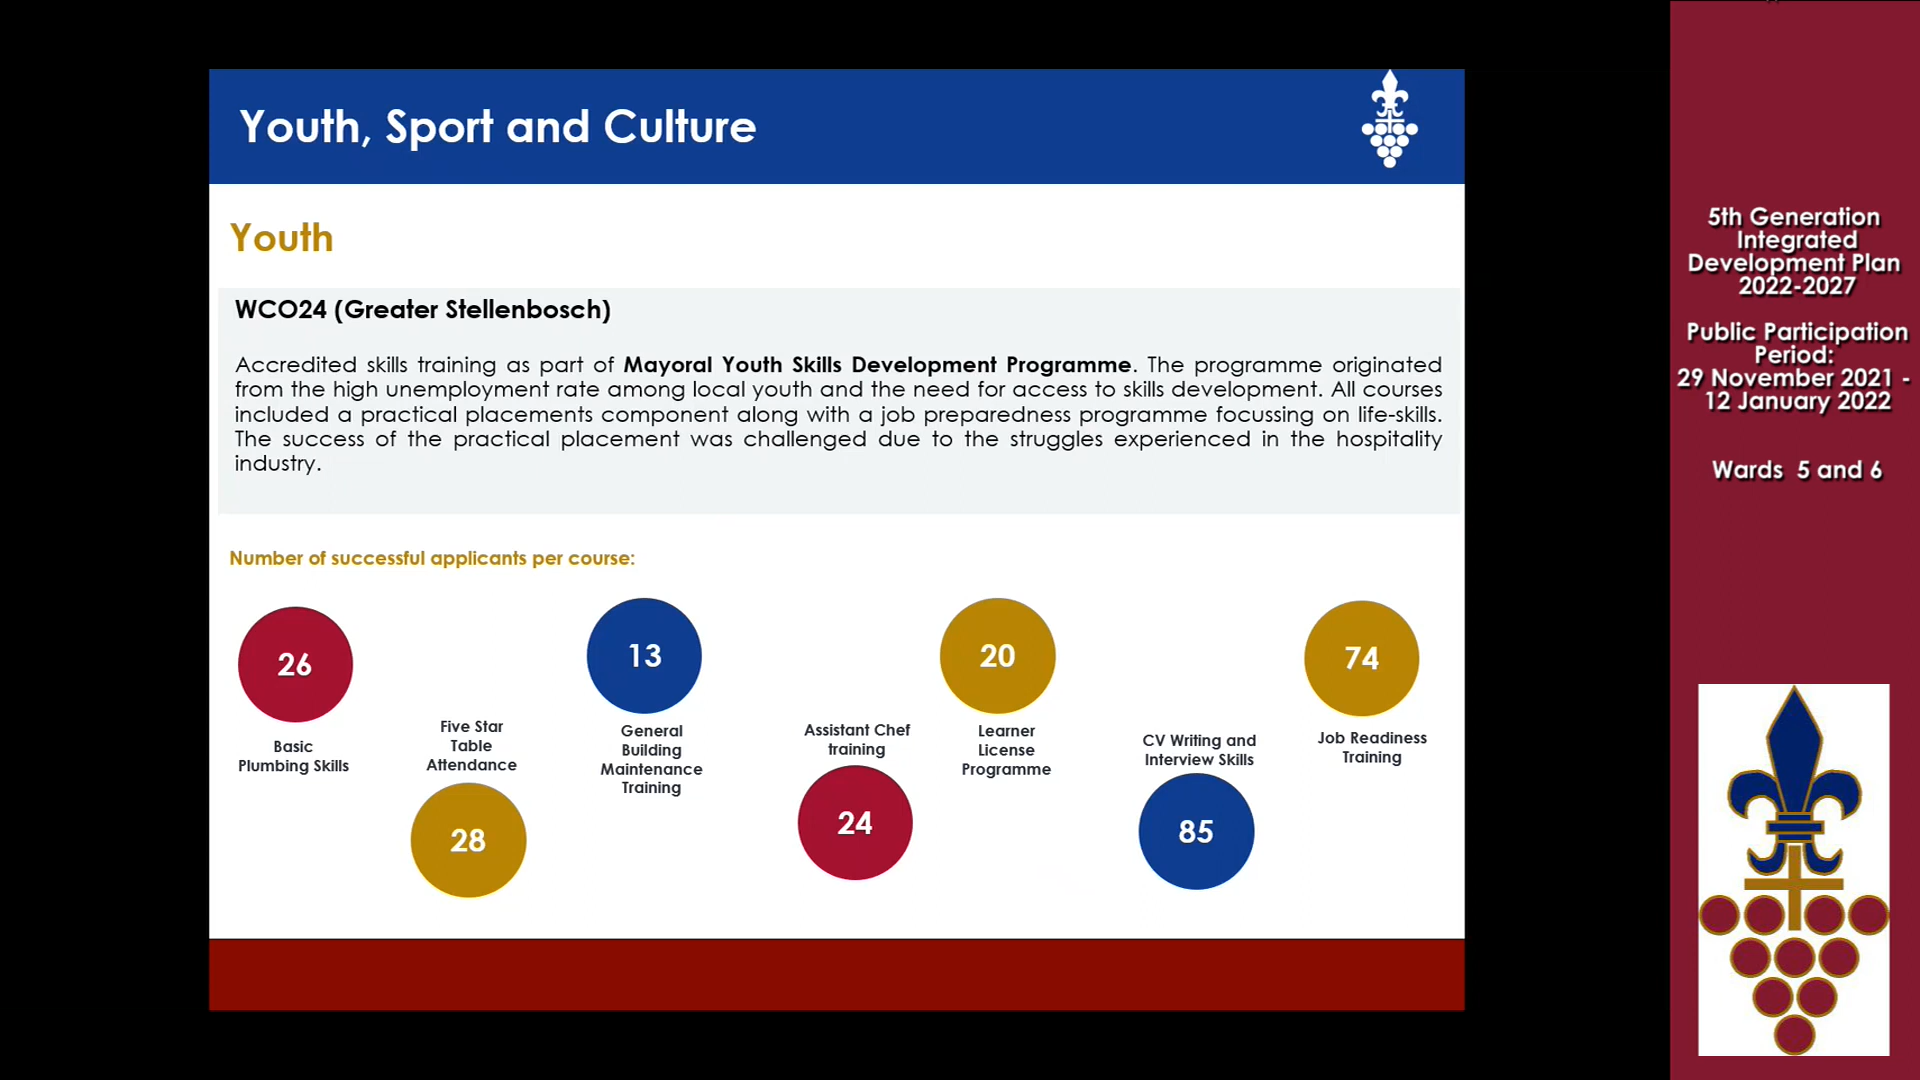 Youth, Sport and Culture
Youth
WCO24 (Greater Stellenbosch)
Accredited skills training as part of Mayoral Youth Skills Development Programme. The programme originated
from the high unemployment rate among local youth and the need for access to skills development. All courses
included a practical placements component along with a job preparedness programme focussing on life-skills.
The success of the practical placement was challenged due to the struggles experienced in the hospitality
industry.
Number of successful applicants per course:
26
Basic
Plumbing Skills
Five Star
Table
Attendance
28
13
General
Building
Maintenance
Training
Assistant Chef
training
24
20
Learner
License
Programme
CV Writing and
Interview Skills
85
74
Job Readiness
Training
5th Generation
Integrated
Development Plan
2022-2027
Public Participation
Period:
29 November 2021 -
12 January 2022
Wards 5 and 6